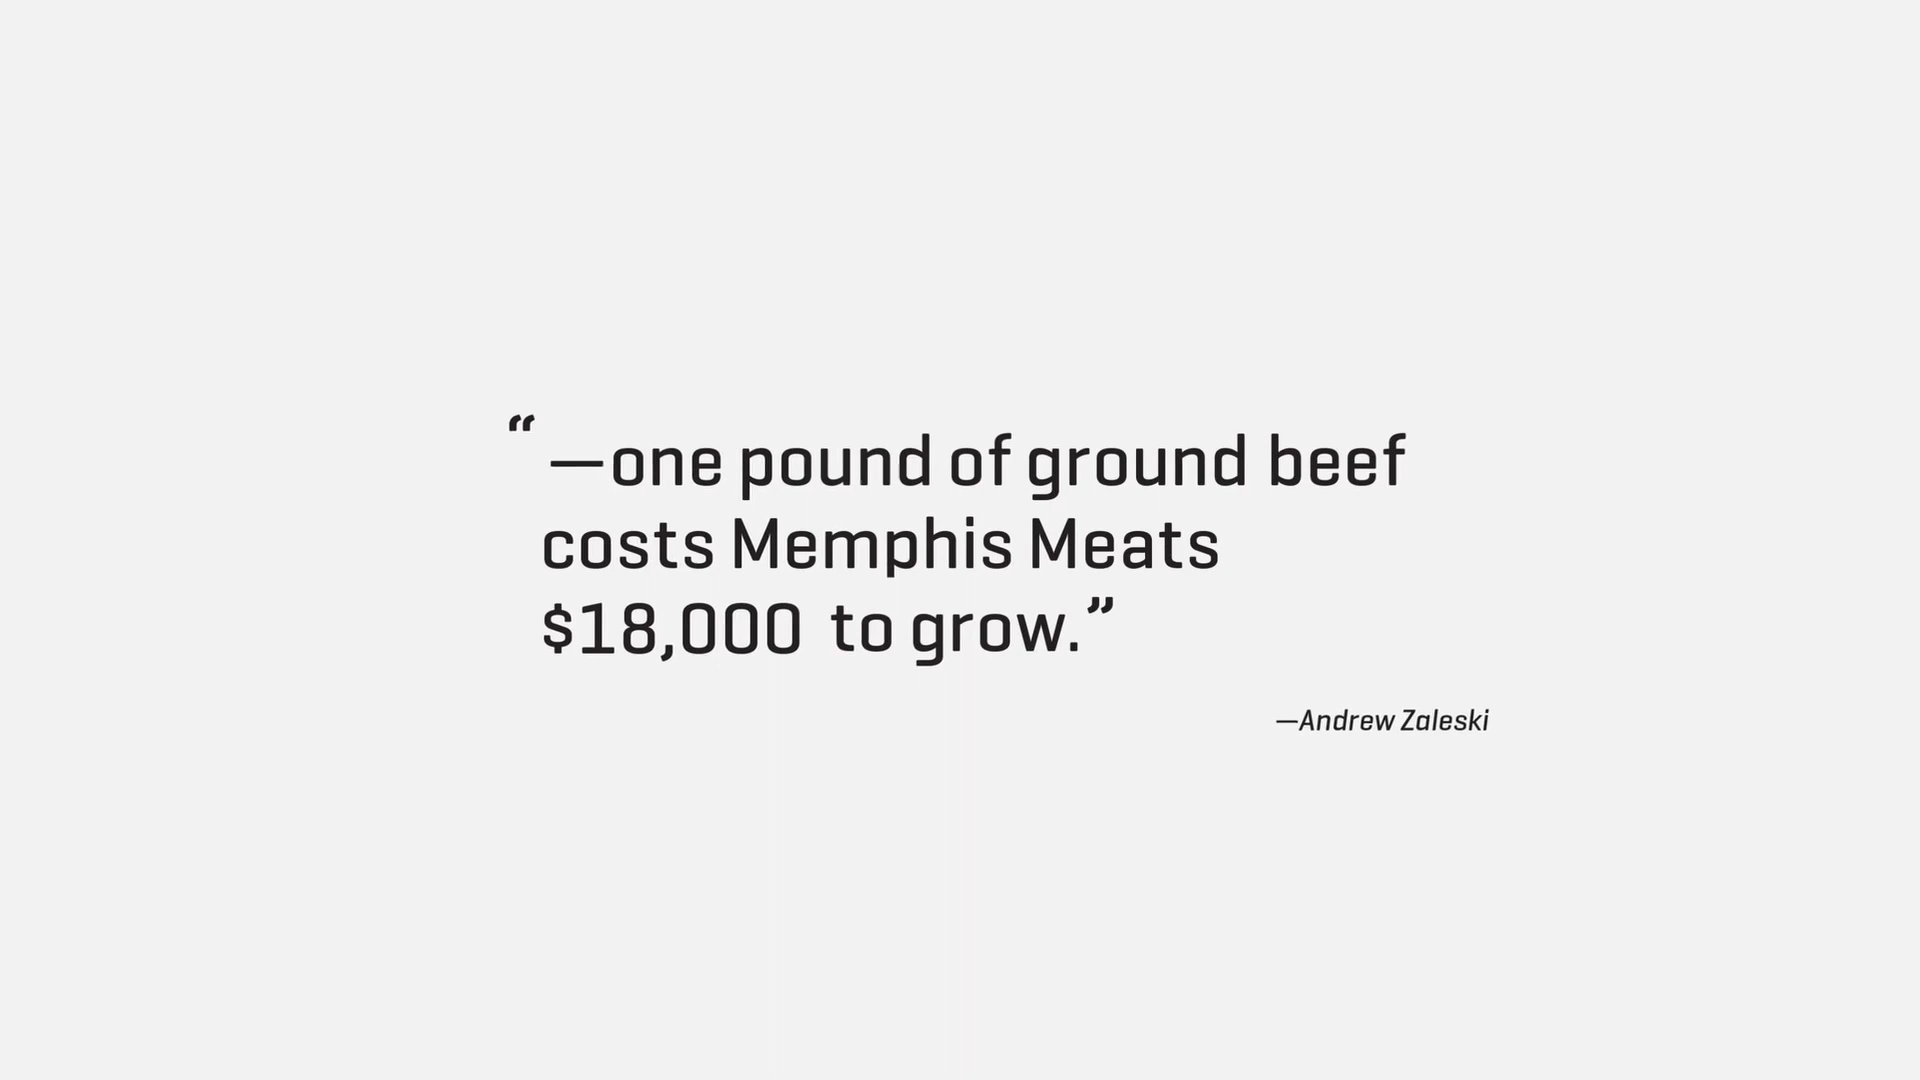 “—one pound of ground beef
costs Memphis Meats
$18,000 to grow.”
—Andrew Zaleski